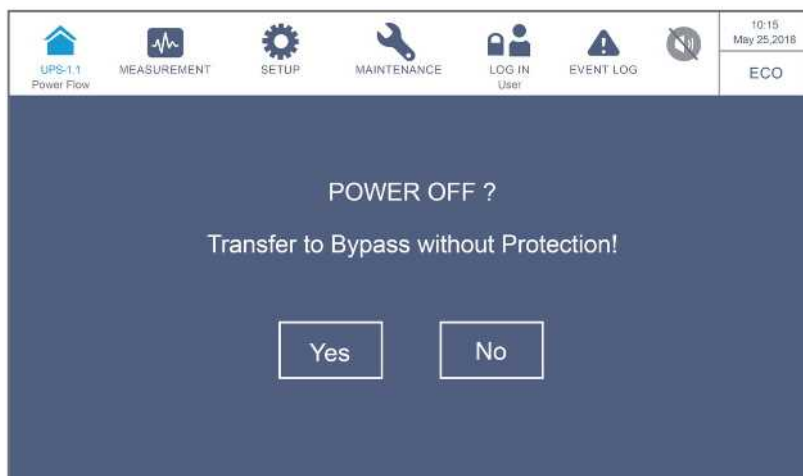 UPS-1.1
Power Flow
MEASUREMENT
SETUP
MAINTENANCE
LOG IN
User
EVENT LOG
10:15
May 25,2018
ECO
POWER OFF ?
Transfer to Bypass without Protection!
Yes
No